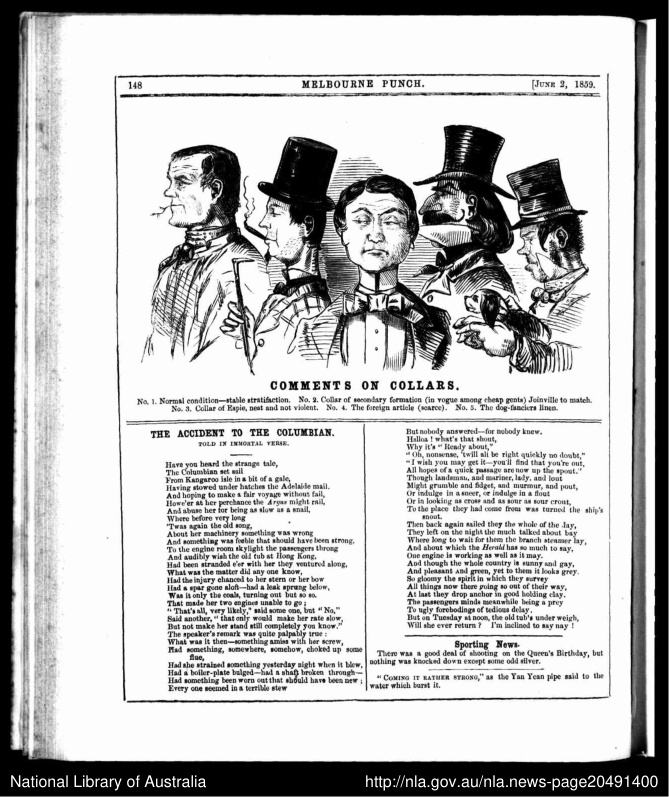 148
MELBOURNE PUNCH.
[JUNE 2, 1859.
COMMENTS ON COLLARS.
No. 1. Normal condition—stable stratifaction. No. 2. Collar of secondary formation (in vogue among cheap gents) Joinville to match.
No. 3. Collar of Espie, neat and not violent. No. 4. The foreign article (scarce). No. 5. The dog-fanciers linen.
THE ACCIDENT TO THE COLUMBIAN.
TOLD IN IMMORTAL VERSE.
Have you heard the strange tale,
The Columbian set sail
From Kangaroo isle in a bit of a gale,
Having stowed under hatches the Adelaide mail.
And hoping to make a fair voyage without fail,
Howe'er at her perchance the Argus might rail,
And abuse her for being as slow as a snail,
Where before very long
'Twas again the old song,
About her machinery something was wrong
And something was fœble that should have been strong,
To the engine room skylight the passengers throng
And audibly wish the old tub at Hong Kong,
Had been stranded e'er with her they ventured along,
What was the matter did any one know,
Had the injury chanced to her stern or her bow
Had a spar gone aloft—had a leak sprung below,
Was it only the coals, turning out but so so.
That made her two engines unable to go;
"That's all, very likely," said some one, but "No,"
Said another, "that only would make her rate slow,
But not make her stand still completely you know."
The speaker's remark was quite palpably true :
What was it then—something amiss with her screw,
Had something, somewhere, somehow, choked up some
flue,
Had she strained something yesterday night when it blew,
Had a boiler-plate bulged—had a shaft broken through—
Had something been worn out that should have been new ;
Every one seemed in a terrible stew
But nobody answered—for nobody knew.
Halloa ! what's that shout,
Why it's "Ready about,"
"Oh, nonsense, 'twill all be right quickly no doubt,"
"I wish you may get it—you'll find that you're out,
All hopes of a quick passage are now up the spout."
Though landsman, and mariner, lady, and lout
Might grumble and fidget, and murmur, and pout,
Or indulge in a sneer, or indulge in a flout
Or in looking as cross and as sour as sour crout,
To the place they had come from was turned the ship's
snout.
Then back again sailed they the whole of the day,
They left on the night the much talked about bay
Where long to wait for them the branch steamer lay,
And about which the Herald has so much to say,
One engine is working as well as it may.
And though the whole country is sunny and gay,
And pleasant and green, yet to them it looks grey.
So gloomy the spirit in which they survey
All things now there going so out of their way,
At last they drop anchor in good holding clay.
The passengers minds meanwhile being a prey
To ugly forebodings of tedious delay.
But on Tuesday at noon, the old tub's under weigh,
Will she ever return ? I'm inclined to say nay !
Sporting News.
There was a good deal of shooting on the Queen's Birthday, but
nothing was knocked down except some odd silver.
"COMING IT RATHER STRONG," as the Yan Yean pipe said to the
water which burst it.
National Library of Australia
http://nla.gov.au/nla.news-page20491400